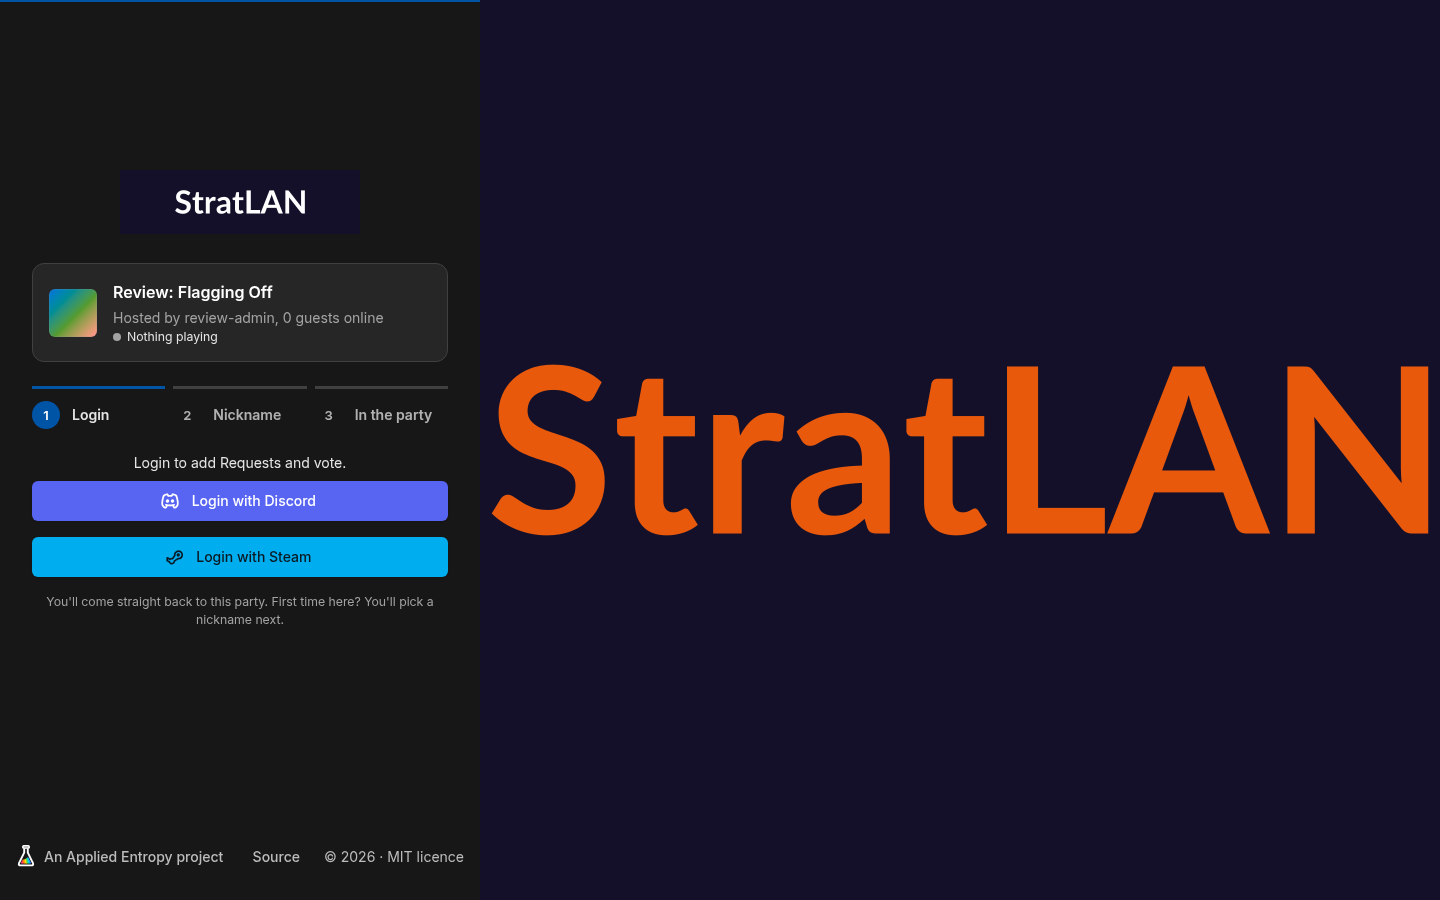 StratLAN
Review: Flagging Off
Hosted by review-admin, 0 guests online
Nothing playing
1 Login
2 Nickname
3 In the party
Login to add Requests and vote.
Login with Discord
Login with Steam
You'll come straight back to this party. First time here? You'll pick a
nickname next.
An Applied Entropy project
Source
© 2026 · MIT licence
StratLAN